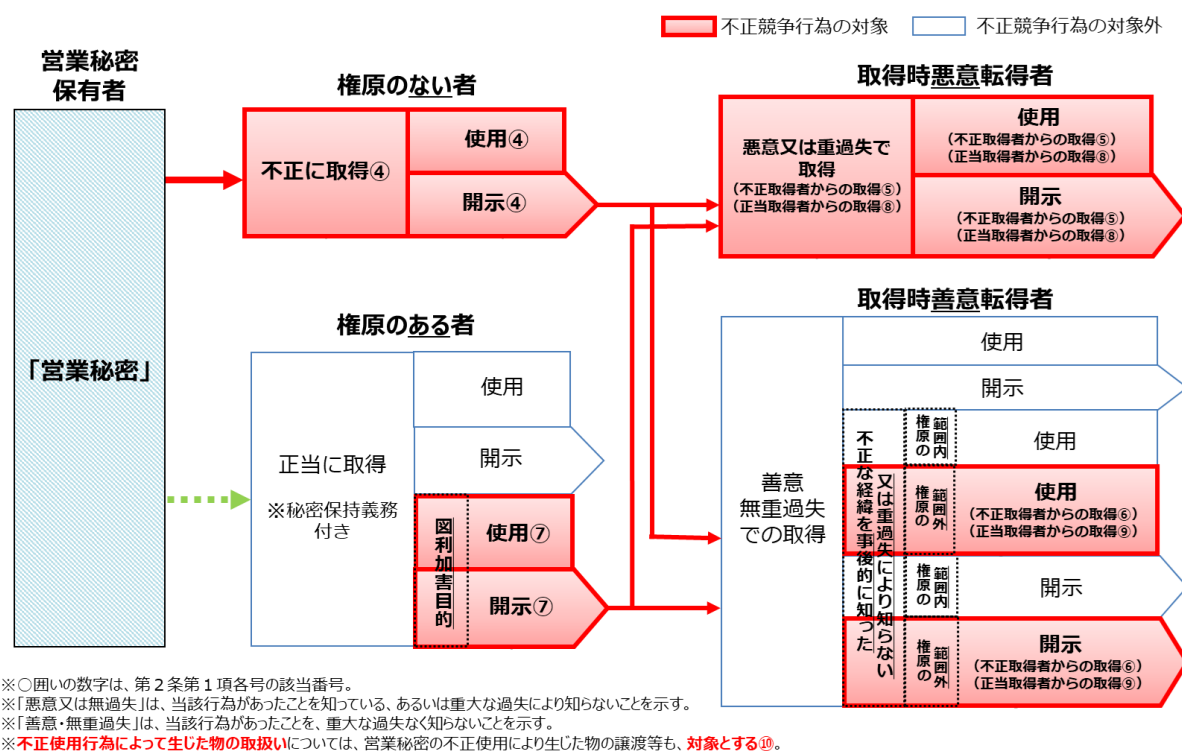 不正競争行為の対象
不正競争行為の対象外
営業秘密
保有者
「営業秘密」
権原のない者
不正に取得④
使用④
開示④
権原のある者
正当に取得
※秘密保持義務
付き
使用
開示
図利加害目的
使用⑦
開示⑦
取得時悪意転得者
悪意又は重過失で
取得
(不正取得者からの取得⑤)
(正当取得者からの取得⑧)
使用
(不正取得者からの取得⑤)
(正当取得者からの取得⑧)
開示
(不正取得者からの取得⑤)
(正当取得者からの取得⑧)
取得時善意転得者
善意
無重過失
での取得
使用
開示
不正な経緯を事後的に知った
又は重過失により知らない
権原の
範囲内
使用
権原の
範囲外
使用
(不正取得者からの取得⑥)
(正当取得者からの取得⑨)
権原の
範囲内
開示
権原の
範囲外
開示
(不正取得者からの取得⑥)
(正当取得者からの取得⑨)
※○囲いの数字は、第2条第1項各号の該当番号。
※「悪意又は無過失」は、当該行為があったことを知っている、あるいは重大な過失により知らないことを示す。
※「善意・無重過失」は、当該行為があったことを、重大な過失なく知らないことを示す。
※不正使用行為によって生じた物の取扱いについては、営業秘密の不正使用により生じた物の譲渡等も、対象とする⑩。